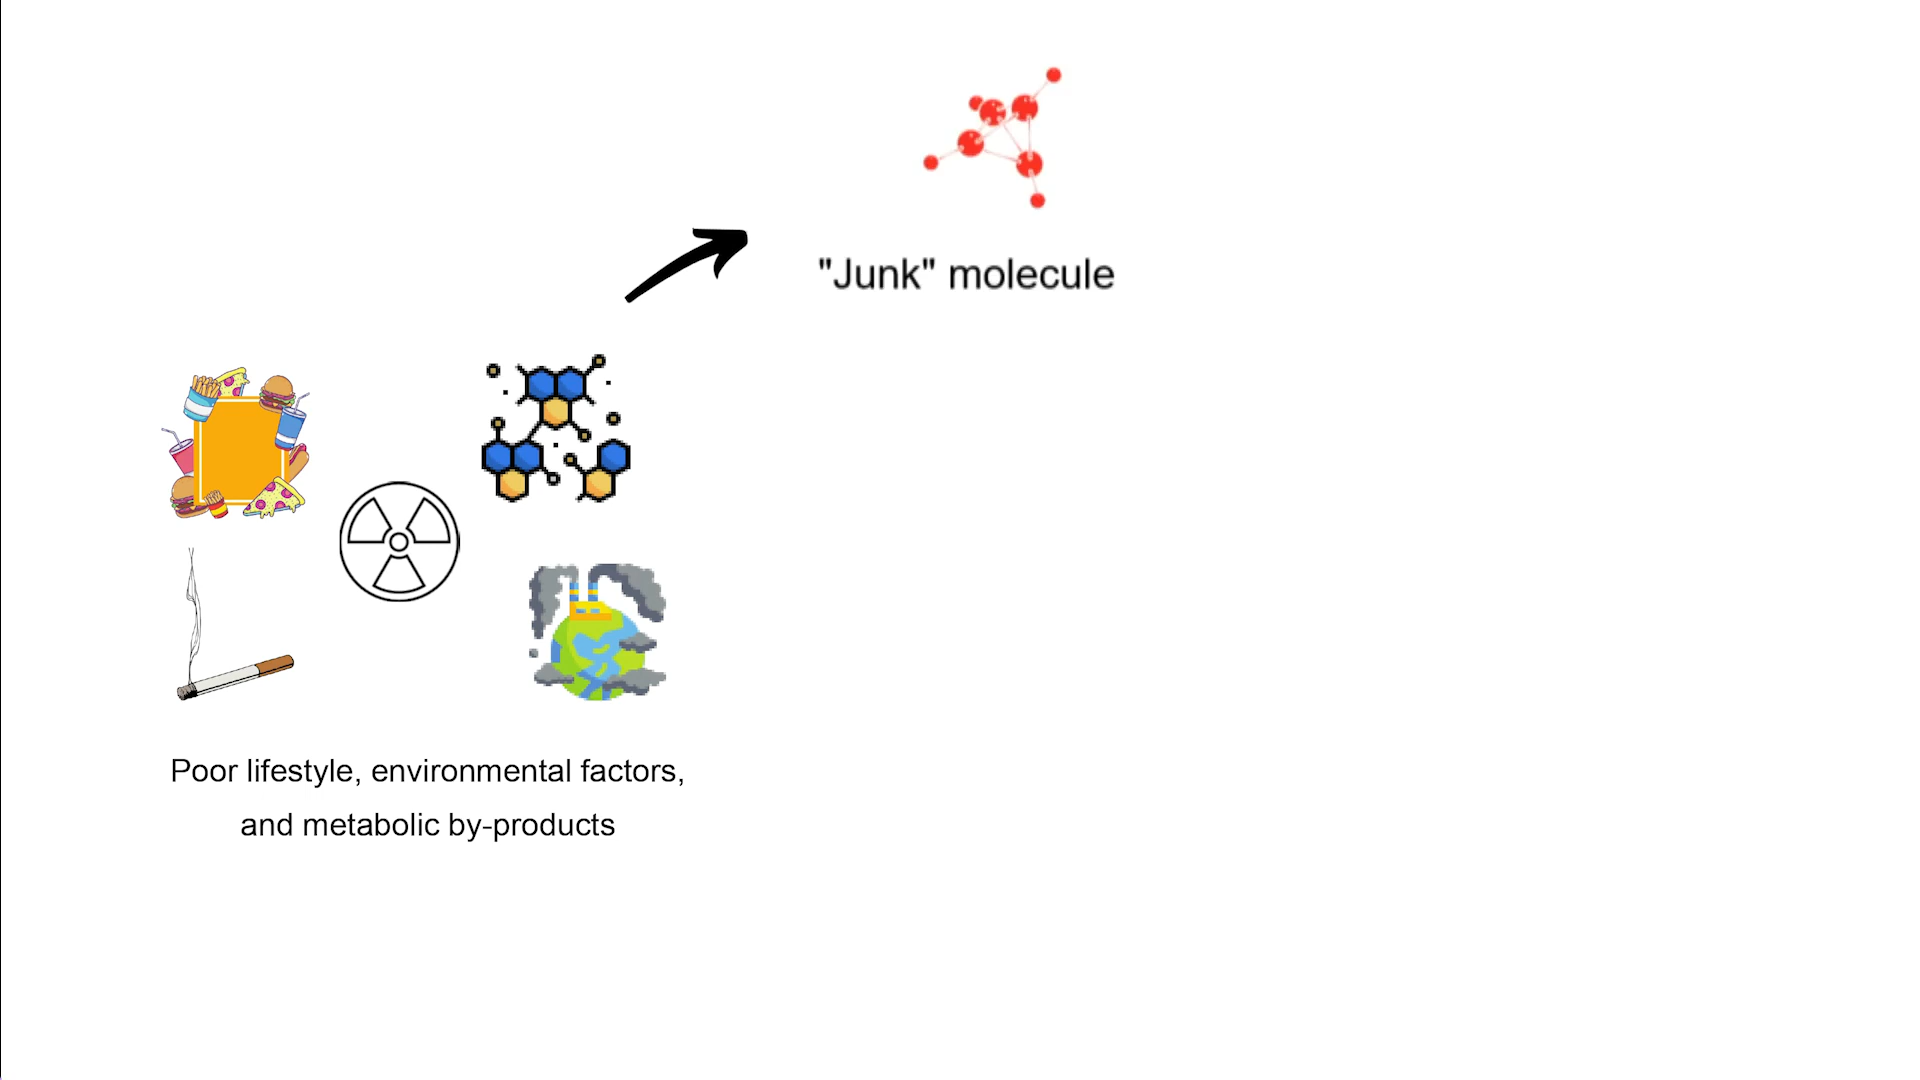 "Junk" molecule
Poor lifestyle, environmental factors,
and metabolic by-products